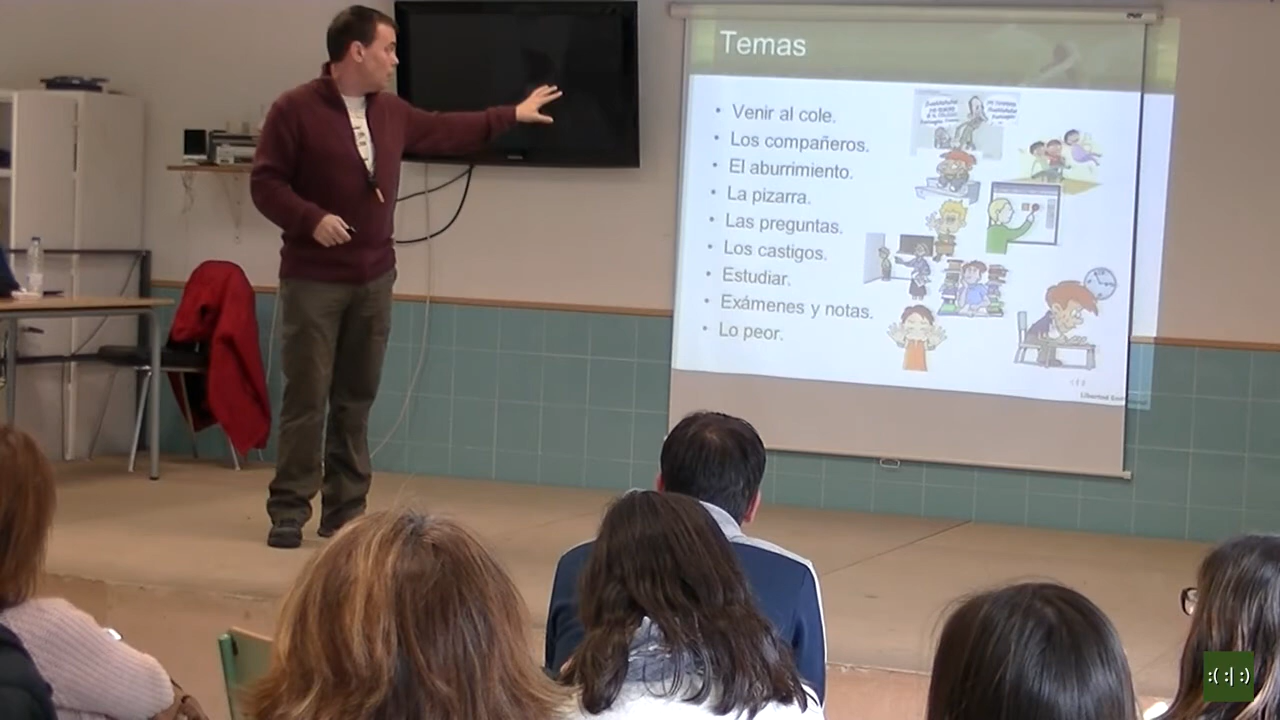 Temas
Venir al cole.
Los compañeros.
El aburrimiento.
La pizarra.
Las preguntas.
Los castigos.
Estudiar.
Exámenes y notas.
Lo peor.
:( :| :)